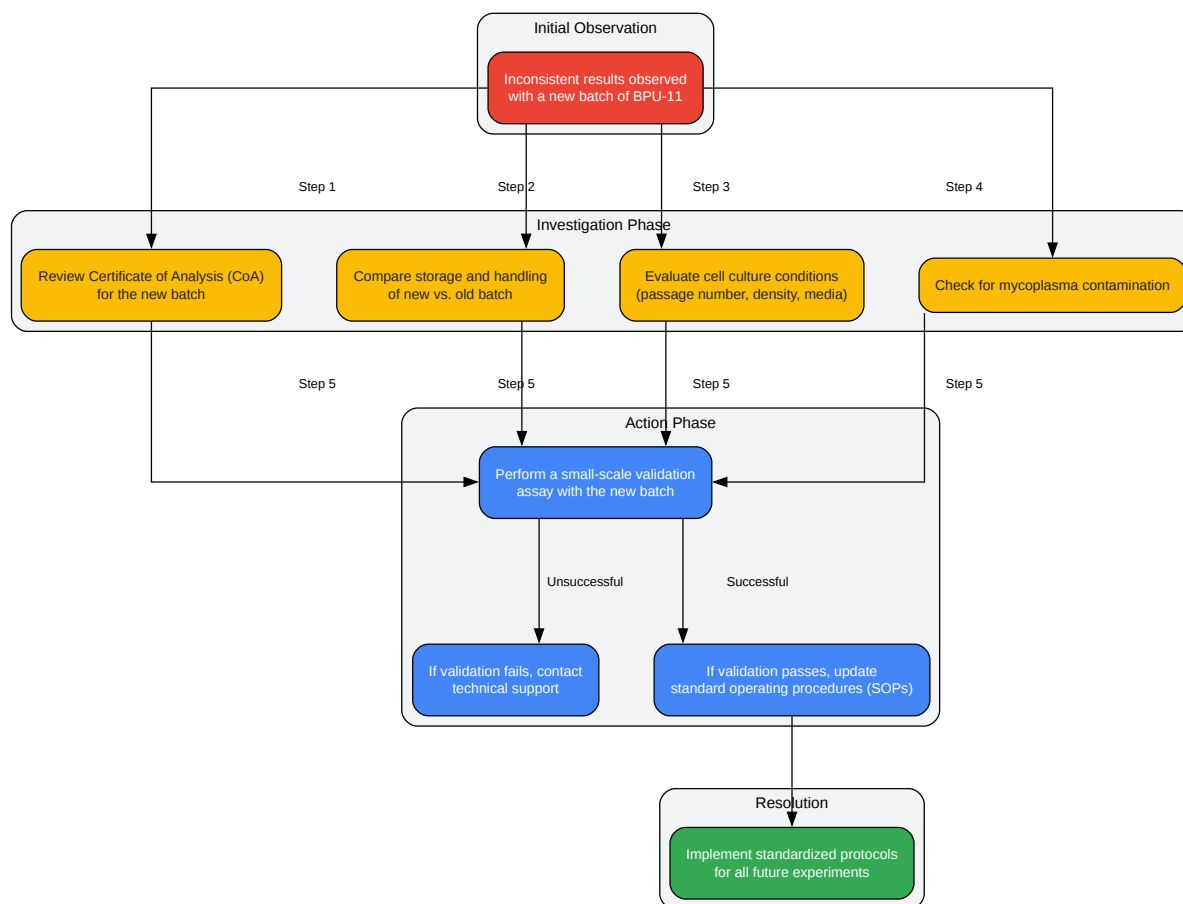 Initial Observation
Inconsistent results observed
with a new batch of BPU-11
Step 1
Step 2
Step 3
Step 4
Investigation Phase
Review Certificate of Analysis (CoA)
for the new batch
Compare storage and handling
of new vs. old batch
Evaluate cell culture conditions
(passage number, density, media)
Check for mycoplasma contamination
Step 5
Step 5
Step 5
Step 5
Action Phase
Perform a small-scale validation
assay with the new batch
Unsuccessful
Successful
If validation fails, contact
technical support
If validation passes, update
standard operating procedures (SOPs)
Resolution
Implement standardized protocols
for all future experiments